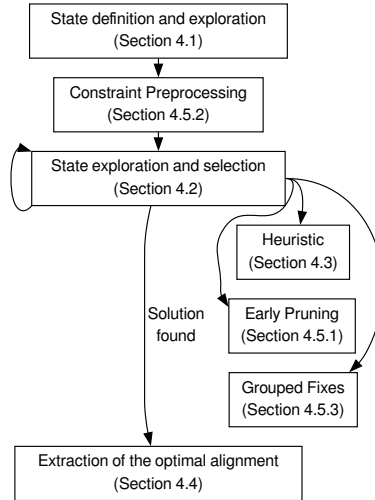 State definition and exploration
(Section 4.1)
Constraint Preprocessing
(Section 4.5.2)
State exploration and selection
(Section 4.2)
Heuristic
(Section 4.3)
Early Pruning
(Section 4.5.1)
Solution
found
Grouped Fixes
(Section 4.5.3)
Extraction of the optimal alignment
(Section 4.4)